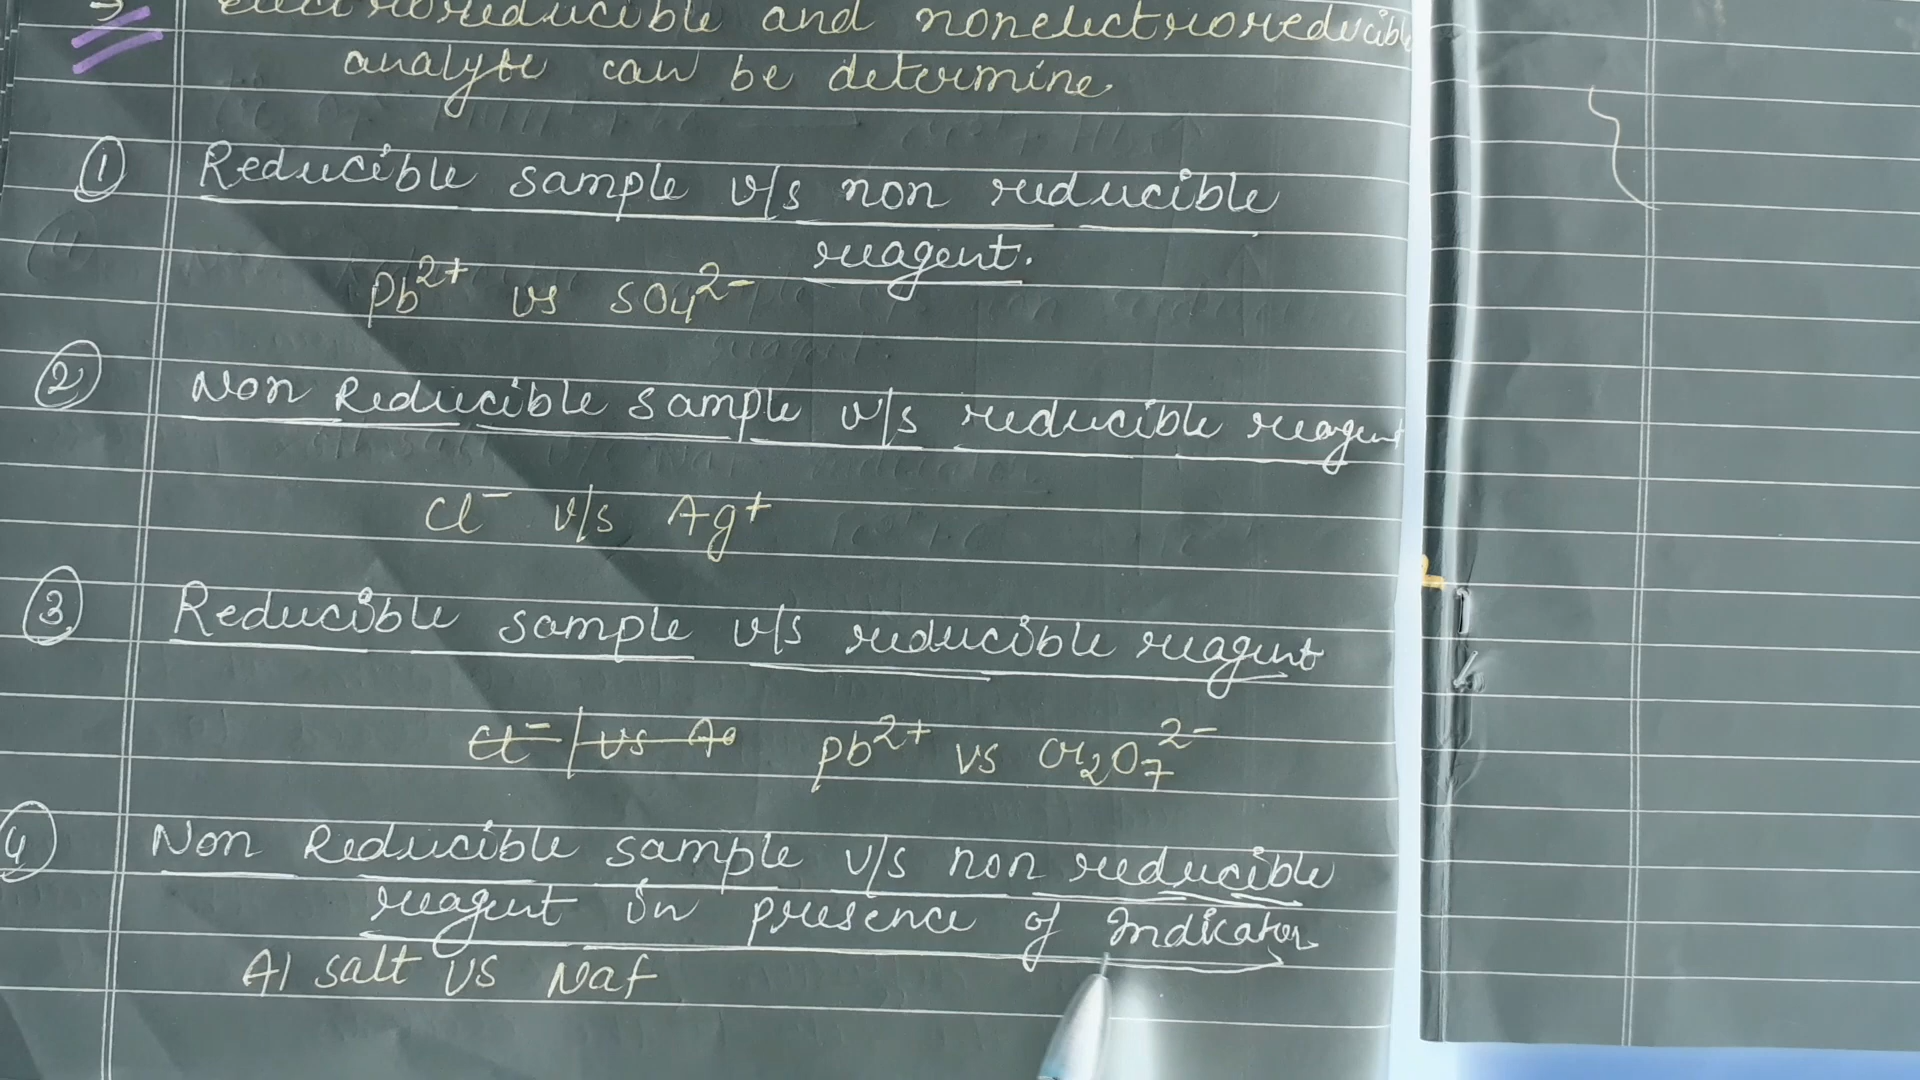 → electroreducible and nonelectroreducible
analyte can be determine
① Reducible sample v/s non reducible
reagent.
Pb²⁺ vs SO₄²⁻
② Non Reducible sample v/s reducible reagent
Cl⁻ v/s Ag⁺
③ Reducible sample v/s reducible reagent
Cl⁻ | vs A Pb²⁺ vs Cr₂O₇²⁻
④ Non Reducible sample v/s non reducible
reagent in presence of Indicator
Al salt vs Naf